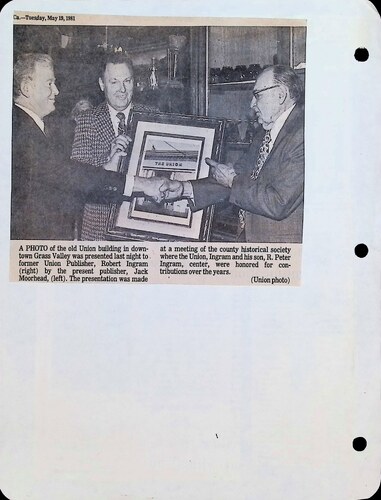 Ca.—Tuesday, May 19, 1981
THE UNION
A PHOTO of the old Union building in down-
town Grass Valley was presented last night to
former Union Publisher, Robert Ingram
(right) by the present publisher, Jack
Moorhead, (left). The presentation was made
at a meeting of the county historical society
where the Union, Ingram and his son, R. Peter
Ingram, center, were honored for con-
tributions over the years.
(Union photo)